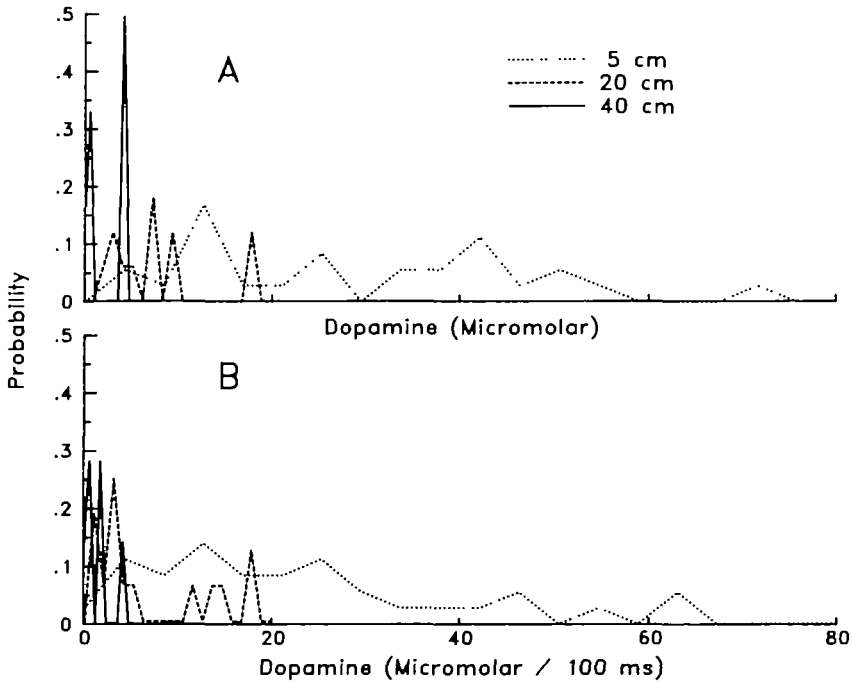 .5
.4
.3
.2
.1
0
A
5 cm
20 cm
40 cm
Dopamine (Micromolar)
Probability
.5
.4
.3
.2
.1
0
B
0
20
40
60
80
Dopamine (Micromolar / 100 ms)